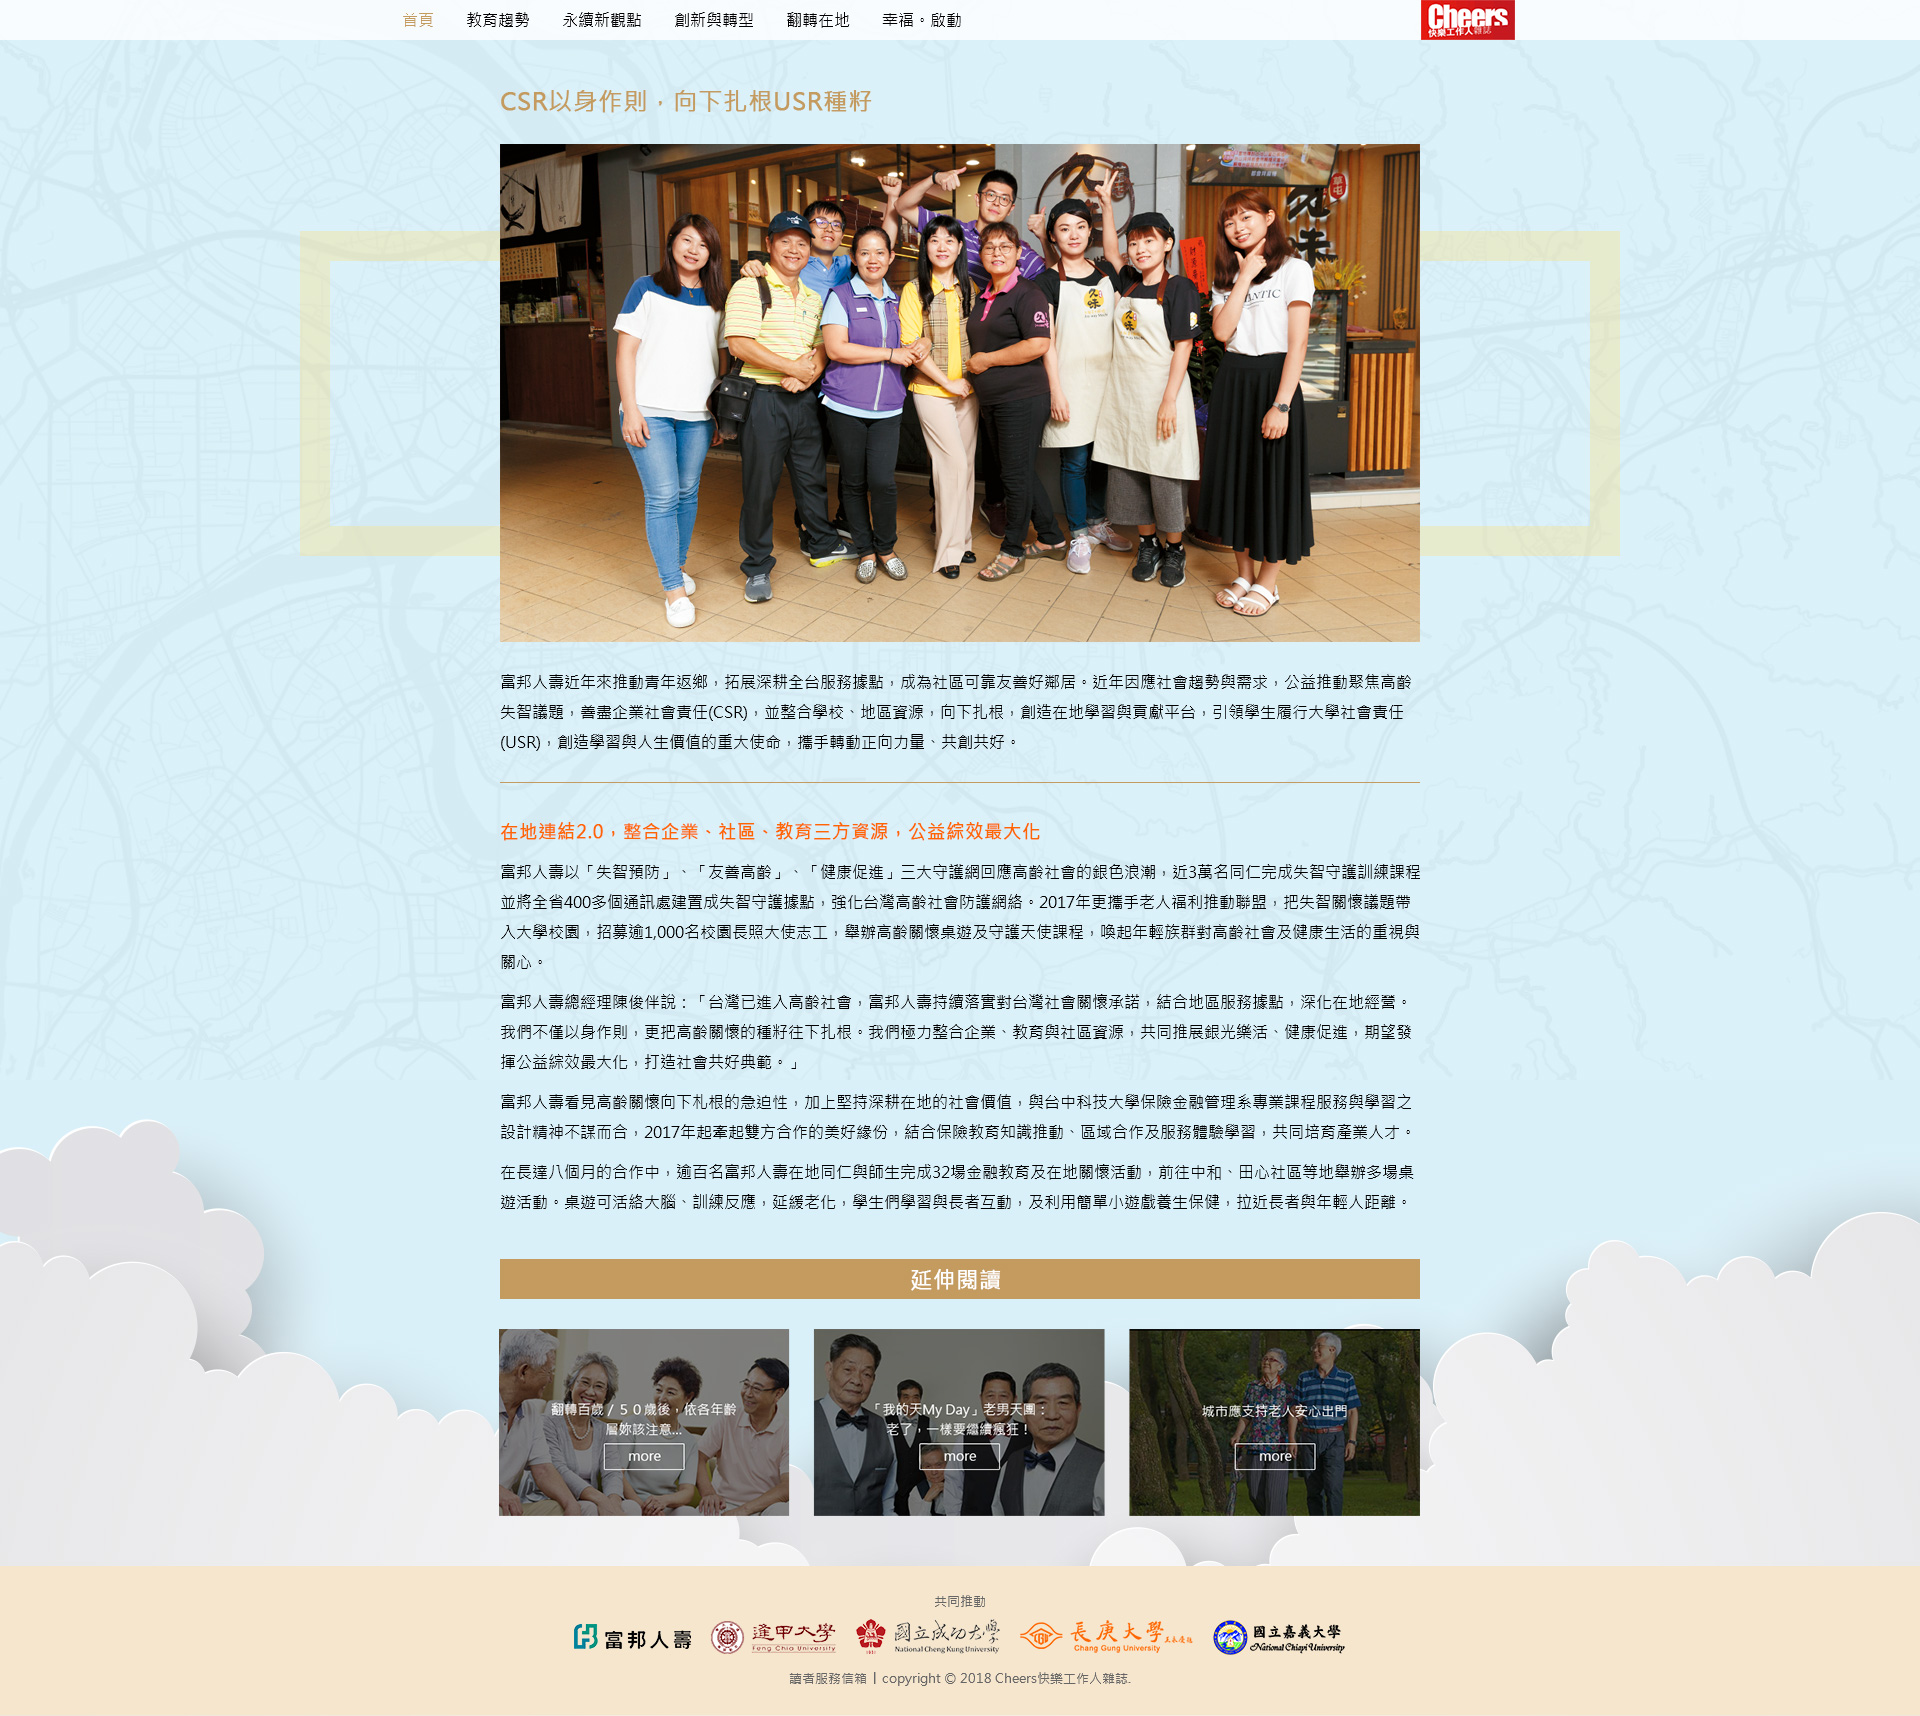 首頁 教育趨勢 永續新觀點 創新與轉型 翻轉在地 幸福。啟動
Cheers
快樂工作人雜誌
CSR以身作則，向下扎根USR種籽
久味
草屯
久味
久味
久味
富邦人壽近年來推動青年返鄉，拓展深耕全台服務據點，成為社區可靠友善好鄰居。近年因應社會趨勢與需求，公益推動聚焦高齡
失智議題，善盡企業社會責任(CSR)，並整合學校、地區資源，向下扎根，創造在地學習與貢獻平台，引領學生履行大學社會責任
(USR)，創造學習與人生價值的重大使命，攜手轉動正向力量、共創共好。
在地連結2.0，整合企業、社區、教育三方資源，公益綜效最大化
富邦人壽以「失智預防」、「友善高齡」、「健康促進」三大守護網回應高齡社會的銀色浪潮，近3萬名同仁完成失智守護訓練課程
並將全省400多個通訊處建置成失智守護據點，強化台灣高齡社會防護網絡。2017年更攜手老人福利推動聯盟，把失智關懷議題帶
入大學校園，招募逾1,000名校園長照大使志工，舉辦高齡關懷桌遊及守護天使課程，喚起年輕族群對高齡社會及健康生活的重視與
關心。
富邦人壽總經理陳俊伴說：「台灣已進入高齡社會，富邦人壽持續落實對台灣社會關懷承諾，結合地區服務據點，深化在地經營。
我們不僅以身作則，更把高齡關懷的種籽往下扎根。我們極力整合企業、教育與社區資源，共同推展銀光樂活、健康促進，期望發
揮公益綜效最大化，打造社會共好典範。」
富邦人壽看見高齡關懷向下札根的急迫性，加上堅持深耕在地的社會價值，與台中科技大學保險金融管理系專業課程服務與學習之
設計精神不謀而合，2017年起牽起雙方合作的美好緣份，結合保險教育知識推動、區域合作及服務體驗學習，共同培育產業人才。
在長達八個月的合作中，逾百名富邦人壽在地同仁與師生完成32場金融教育及在地關懷活動，前往中和、田心社區等地舉辦多場桌
遊活動。桌遊可活絡大腦、訓練反應，延緩老化，學生們學習與長者互動，及利用簡單小遊戲養生保健，拉近長者與年輕人距離。
延伸閱讀
翻轉百歲/５０歲後，依各年齡
層妳該注意...
more
「我的天My Day」老男天團：
老了，一樣要繼續瘋狂！
more
城市應支持老人安心出門
more
共同推動
富邦人壽 逢甲大學 國立成功大學 長庚大學 國立嘉義大學
Feng Chia University National Cheng Kung University Chang Gung University National Chiayi University
讀者服務信箱 | copyright © 2018 Cheers快樂工作人雜誌.